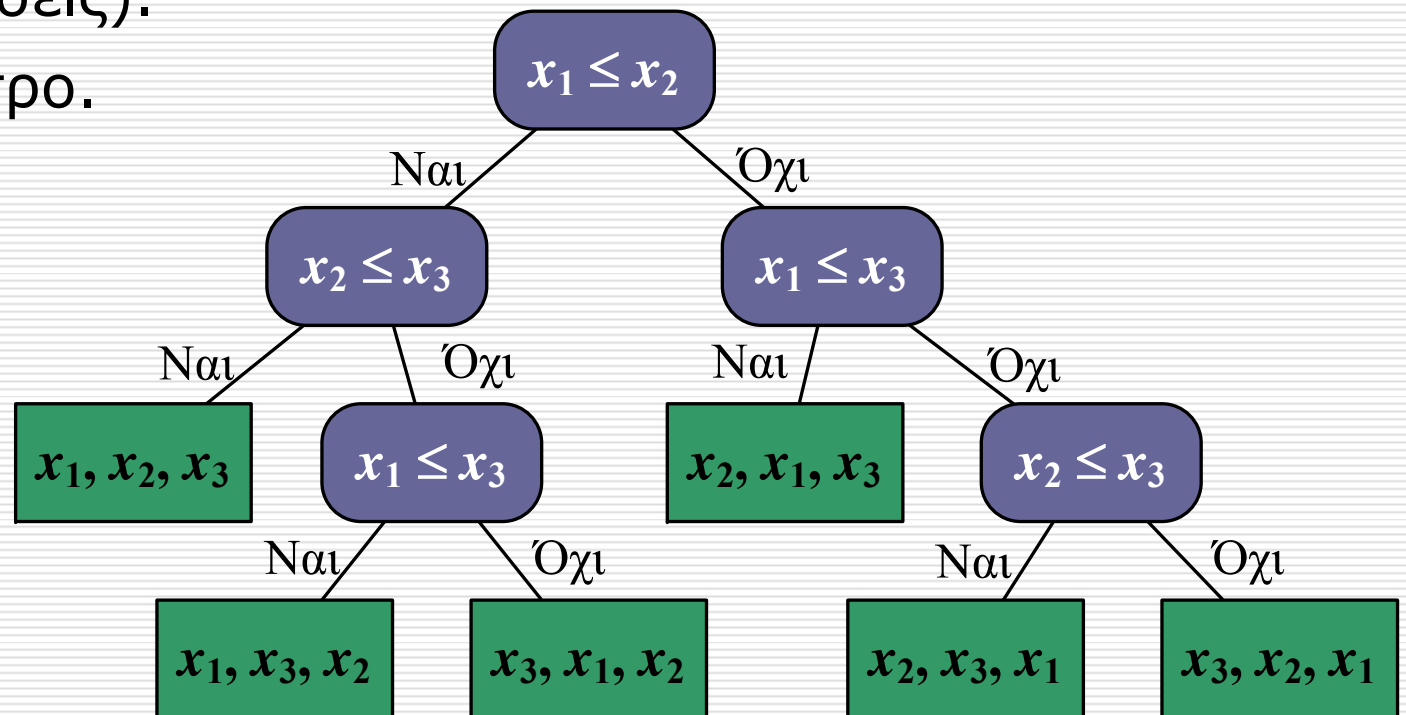 σεις).
τρο.
x₁ ≤ x₂
Ναι Όχι
x₂ ≤ x₃ x₁ ≤ x₃
Ναι Όχι Ναι Όχι
x₁, x₂, x₃ x₁ ≤ x₃ x₂, x₁, x₃ x₂ ≤ x₃
Ναι Όχι Ναι Όχι
x₁, x₃, x₂ x₃, x₁, x₂ x₂, x₃, x₁ x₃, x₂, x₁